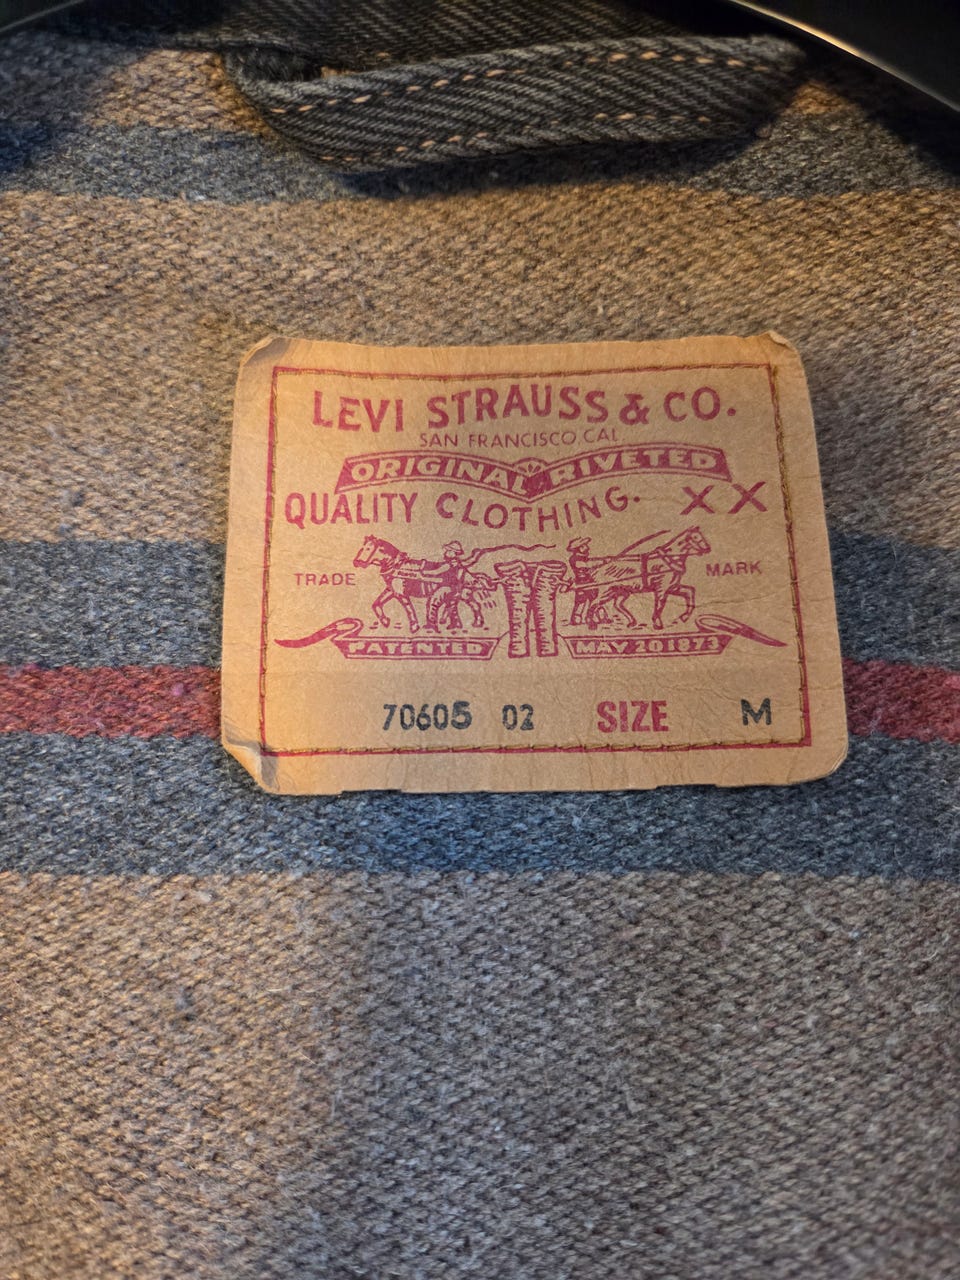 LEVI STRAUSS & CO.
SAN FRANCISCO, CAL
ORIGINAL RIVETED
QUALITY CLOTHING. XX
TRADE MARK
PATENTED MAY 20 1873
70605 02 SIZE M